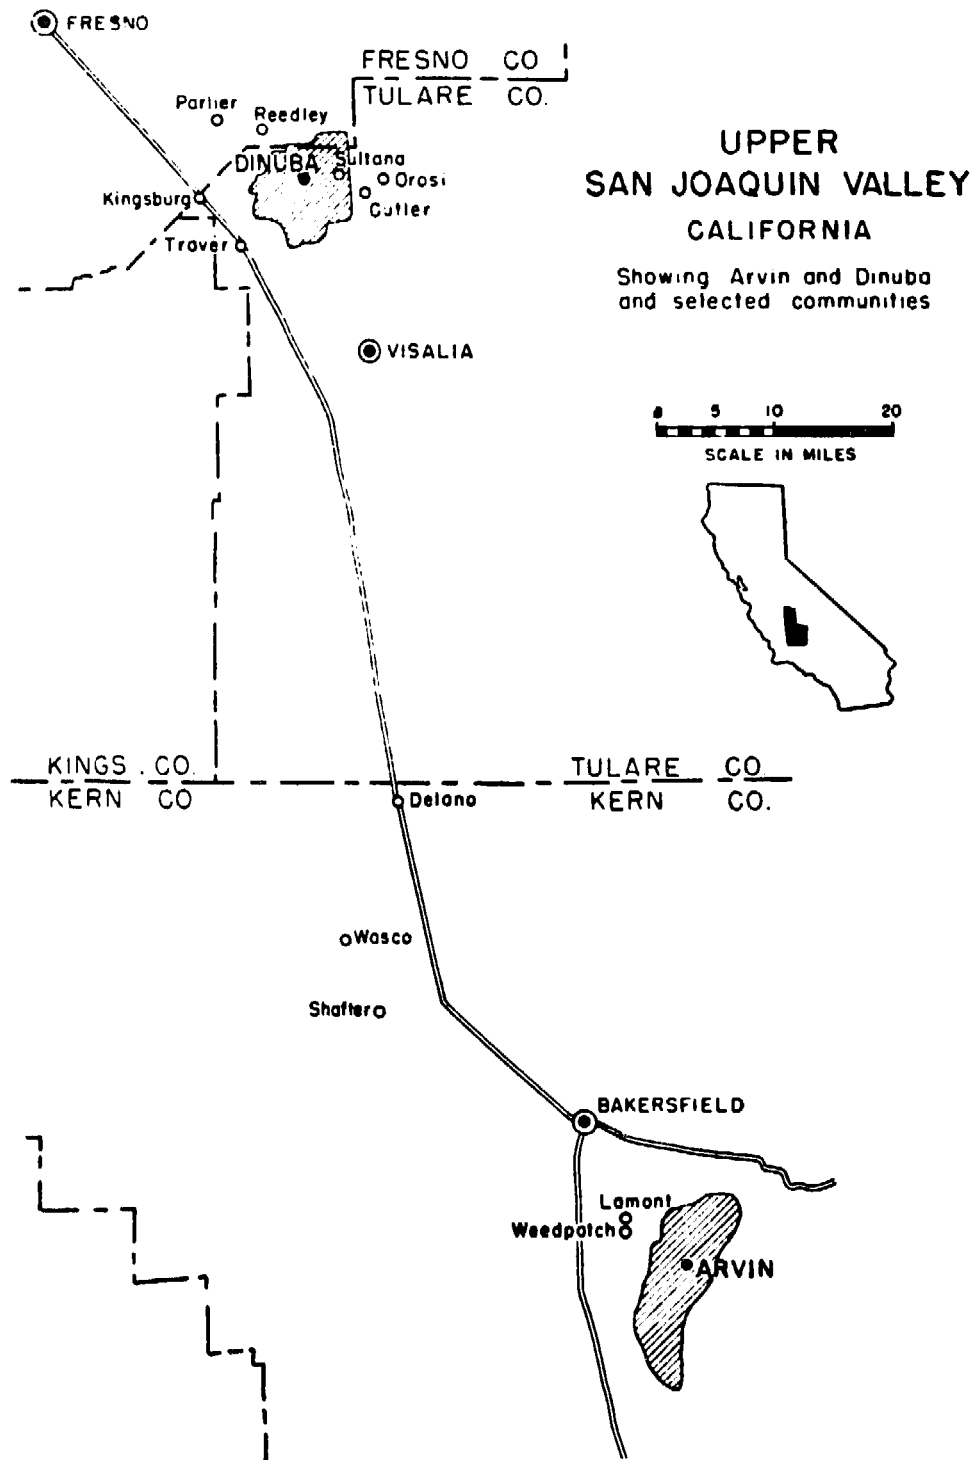 FRESNO
FRESNO CO
TULARE CO.
Parlier
Reedley
DINUBA
Sultana
Orosi
Cutler
Kingsburg
Traver
UPPER
SAN JOAQUIN VALLEY
CALIFORNIA
Showing Arvin and Dinuba
and selected communities
VISALIA
0 5 10 20
SCALE IN MILES
KINGS . CO.
KERN CO
TULARE CO.
KERN CO.
Delano
Wasco
Shafter
BAKERSFIELD
Lamont
Weedpatch
ARVIN